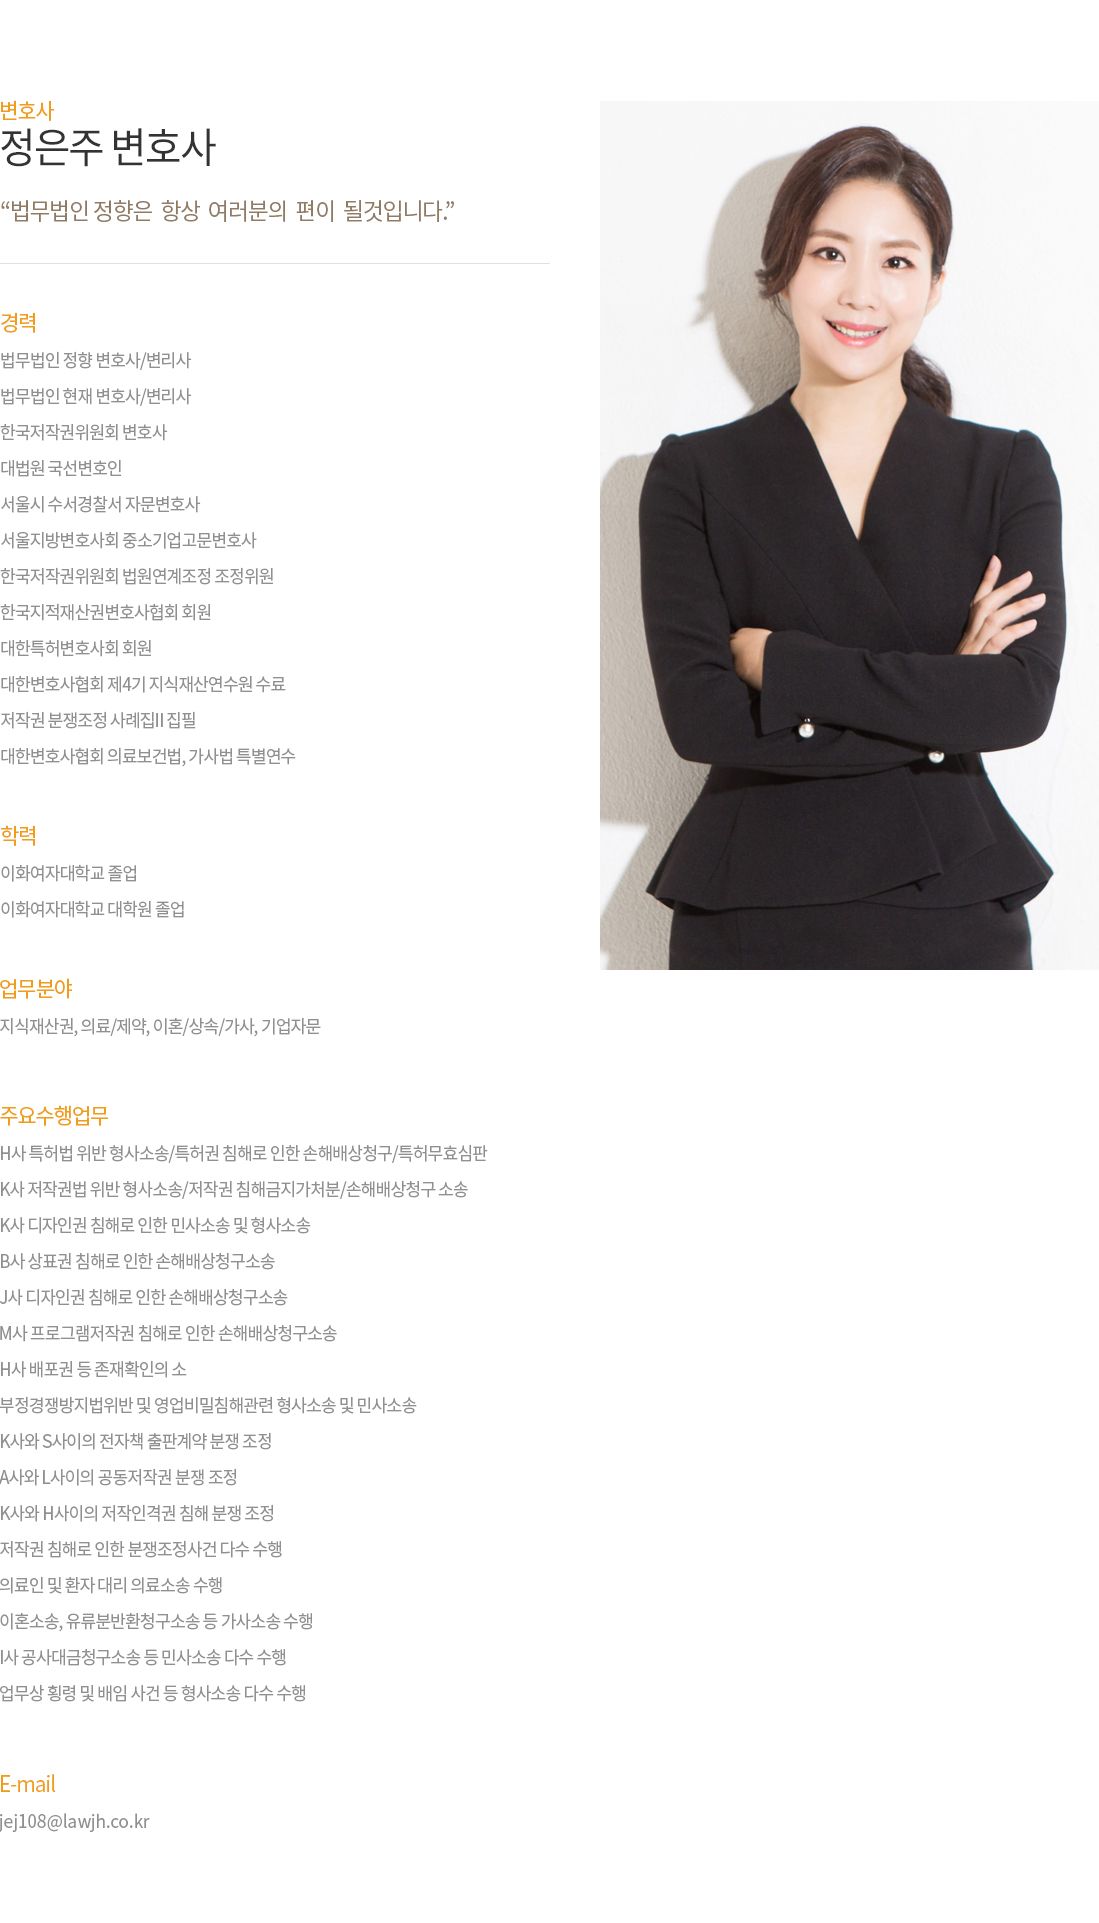 변호사
정은주 변호사
“법무법인 정향은 항상 여러분의 편이 될것입니다.”
경력
법무법인 정향 변호사/변리사
법무법인 현재 변호사/변리사
한국저작권위원회 변호사
대법원 국선변호인
서울시 수서경찰서 자문변호사
서울지방변호사회 중소기업고문변호사
한국저작권위원회 법원연계조정 조정위원
한국지적재산권변호사협회 회원
대한특허변호사회 회원
대한변호사협회 제4기 지식재산연수원 수료
저작권 분쟁조정 사례집II 집필
대한변호사협회 의료보건법, 가사법 특별연수
학력
이화여자대학교 졸업
이화여자대학교 대학원 졸업
업무분야
지식재산권, 의료/제약, 이혼/상속/가사, 기업자문
주요수행업무
H사 특허법 위반 형사소송/특허권 침해로 인한 손해배상청구/특허무효심판
K사 저작권법 위반 형사소송/저작권 침해금지가처분/손해배상청구 소송
K사 디자인권 침해로 인한 민사소송 및 형사소송
B사 상표권 침해로 인한 손해배상청구소송
J사 디자인권 침해로 인한 손해배상청구소송
M사 프로그램저작권 침해로 인한 손해배상청구소송
H사 배포권 등 존재확인의 소
부정경쟁방지법위반 및 영업비밀침해관련 형사소송 및 민사소송
K사와 S사이의 전자책 출판계약 분쟁 조정
A사와 L사이의 공동저작권 분쟁 조정
K사와 H사이의 저작인격권 침해 분쟁 조정
저작권 침해로 인한 분쟁조정사건 다수 수행
의료인 및 환자 대리 의료소송 수행
이혼소송, 유류분반환청구소송 등 가사소송 수행
I사 공사대금청구소송 등 민사소송 다수 수행
업무상 횡령 및 배임 사건 등 형사소송 다수 수행
E-mail
jej108@lawjh.co.kr